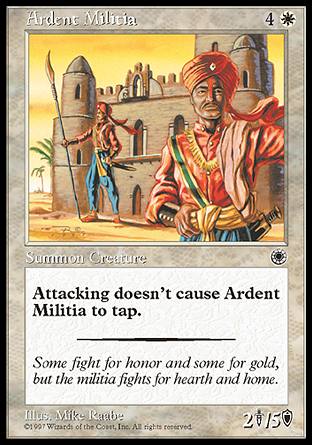 Ardent Militia 4
Summon Creature
Attacking doesn't cause Ardent
Militia to tap.
Some fight for honor and some for gold,
but the militia fights for hearth and home.
Illus. Mike Raabe
©1997 Wizards of the Coast, Inc. All rights reserved.
2/5